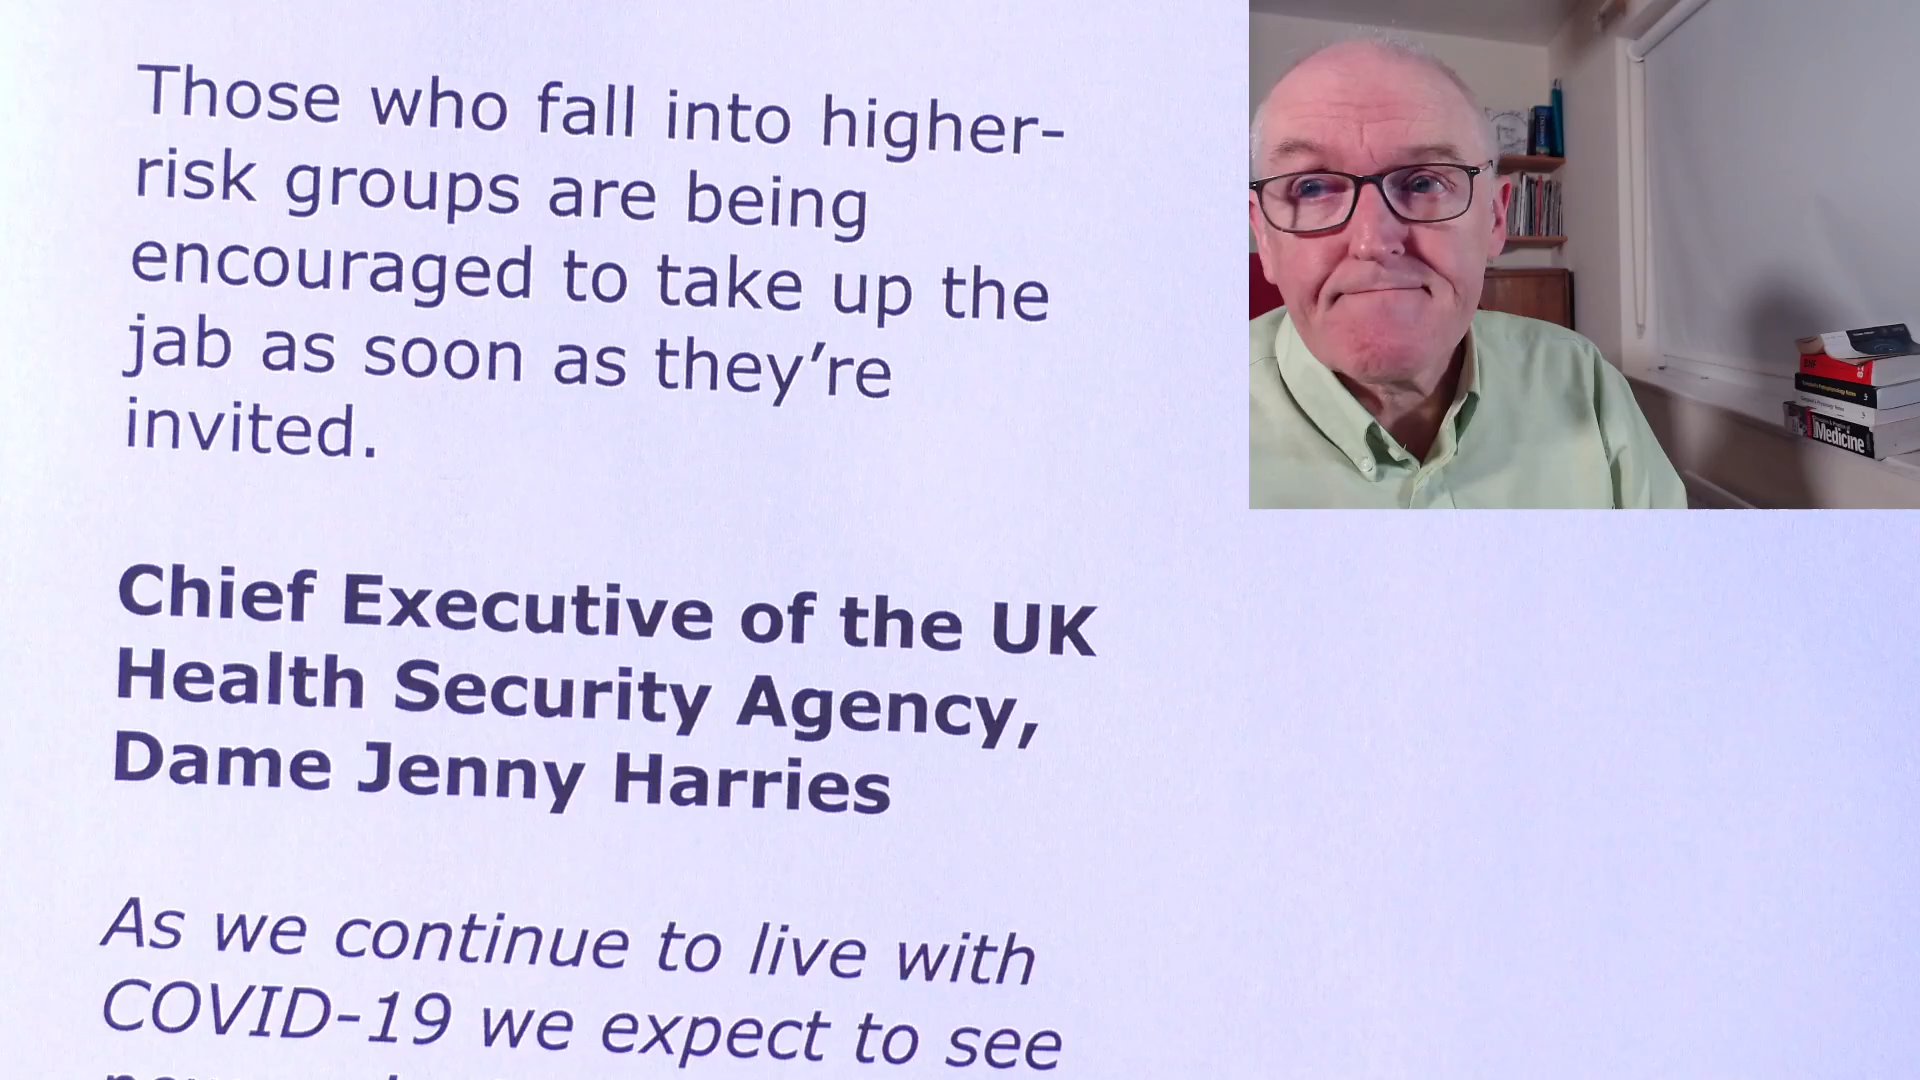 Those who fall into higher-
risk groups are being
encouraged to take up the
jab as soon as they’re
invited.
Chief Executive of the UK
Health Security Agency,
Dame Jenny Harries
As we continue to live with
COVID-19 we expect to see
BNF
Medicine